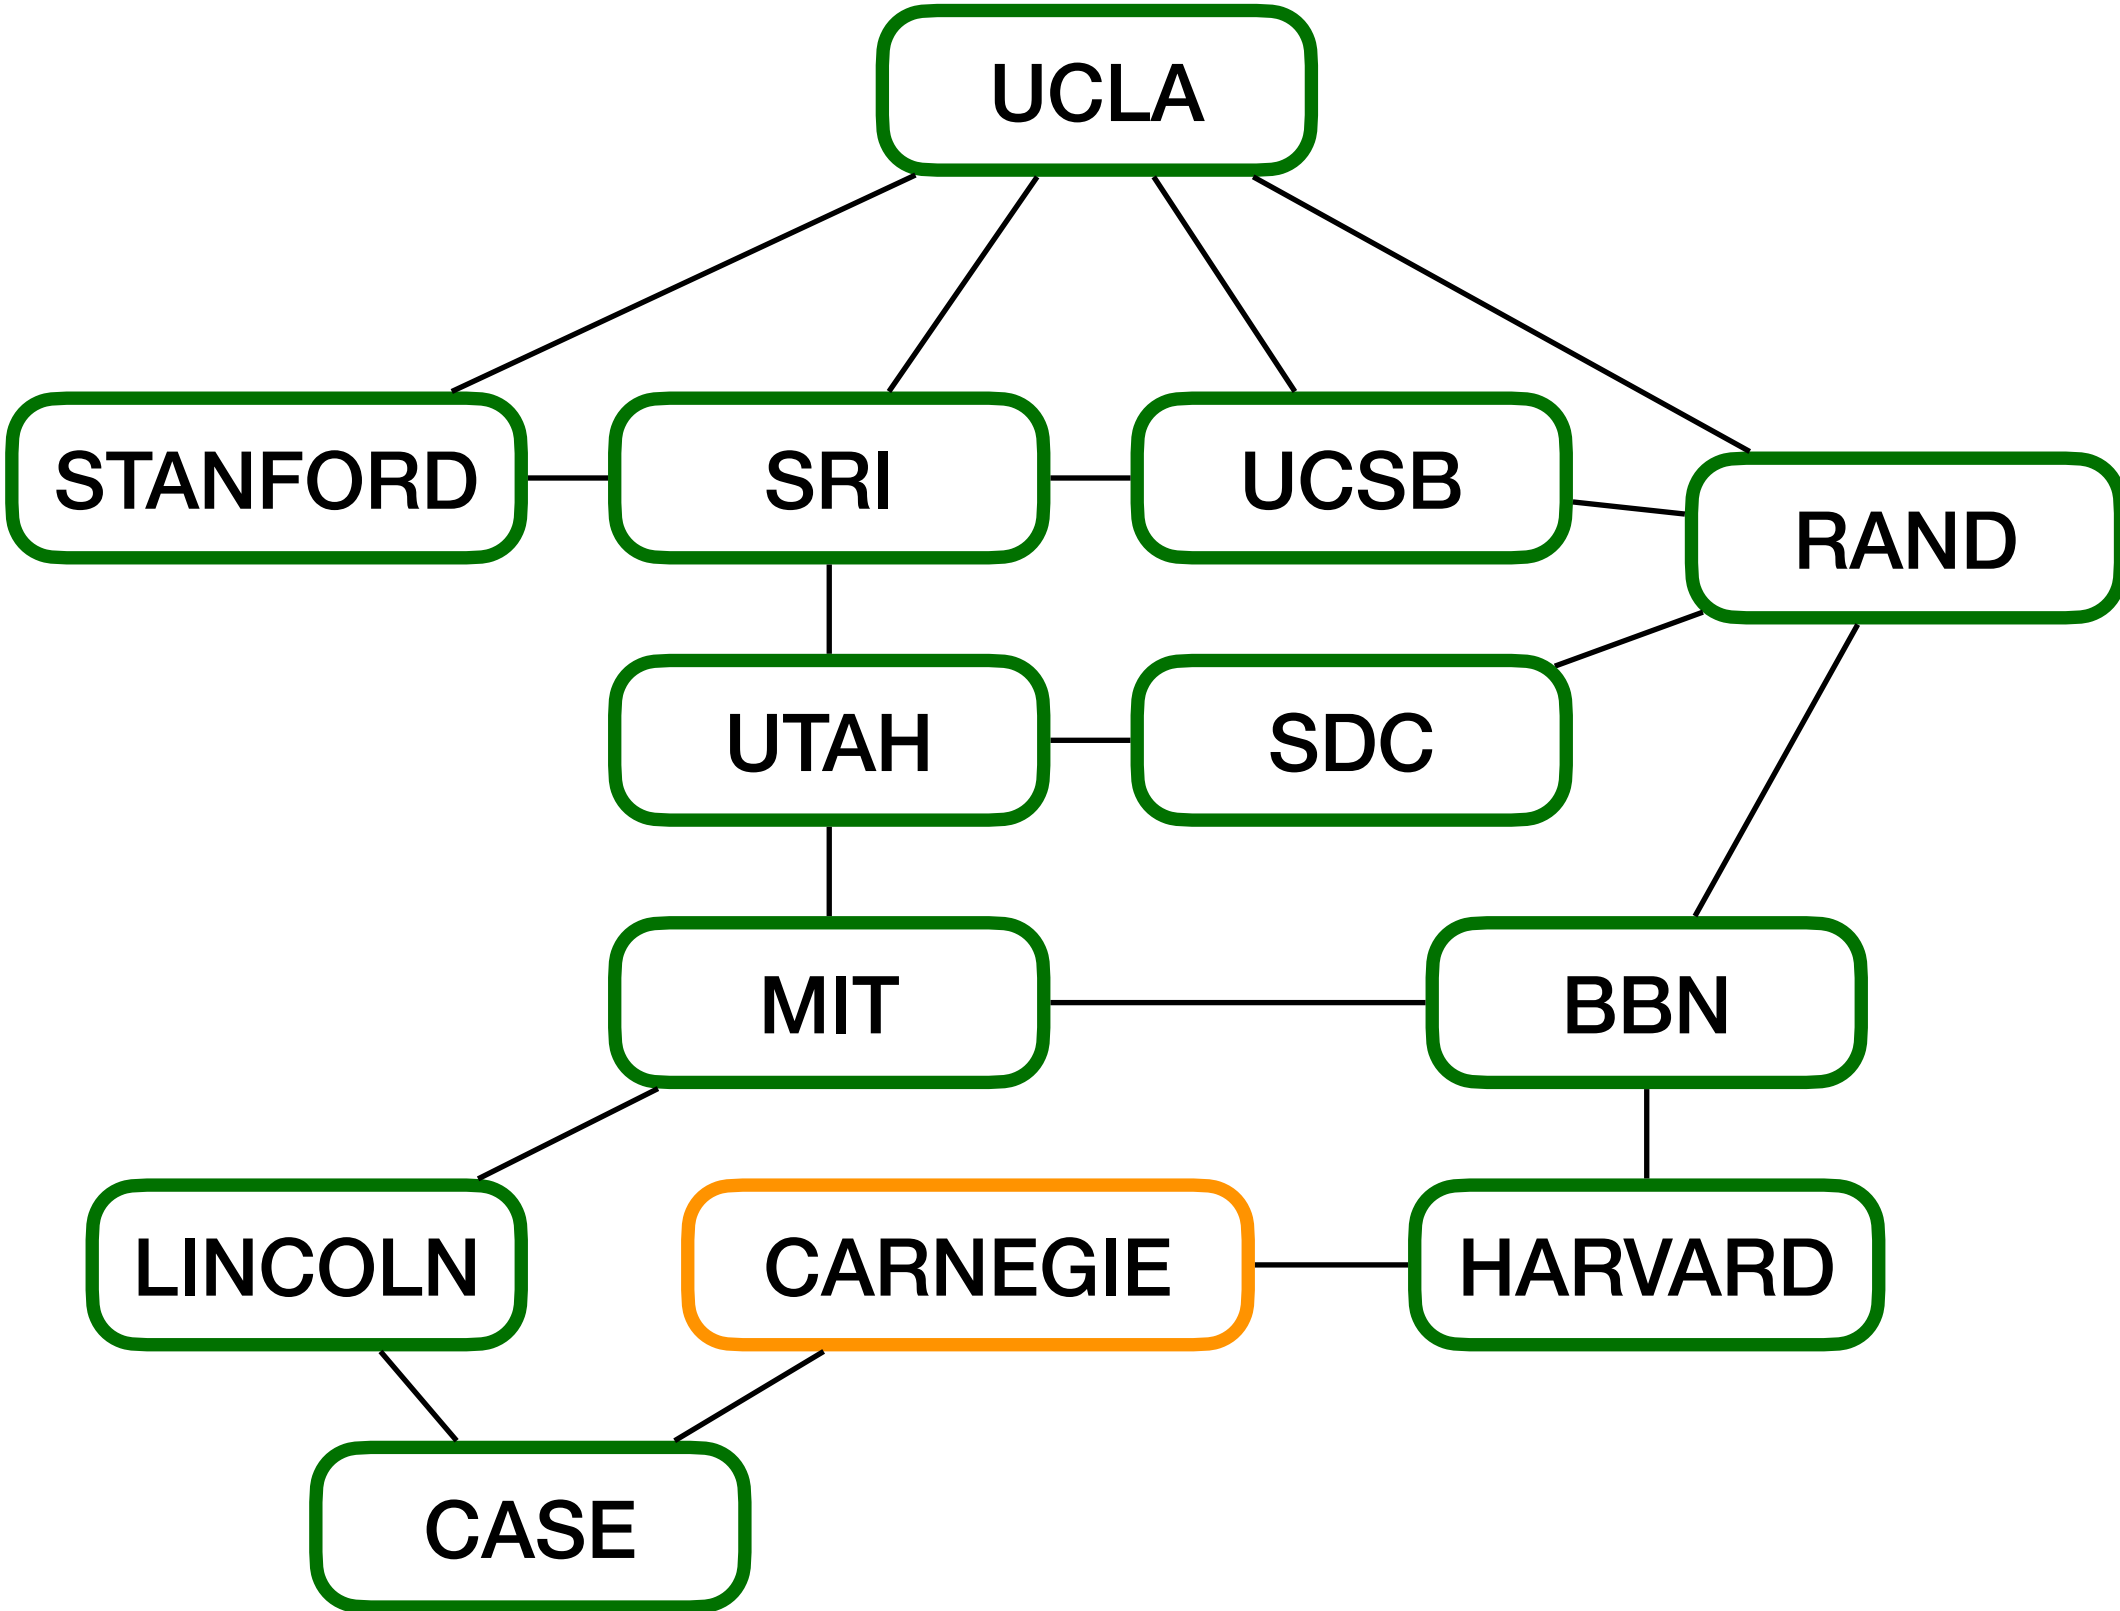 UCLA
STANFORD
SRI
UCSB
RAND
UTAH
SDC
MIT
BBN
LINCOLN
CARNEGIE
HARVARD
CASE